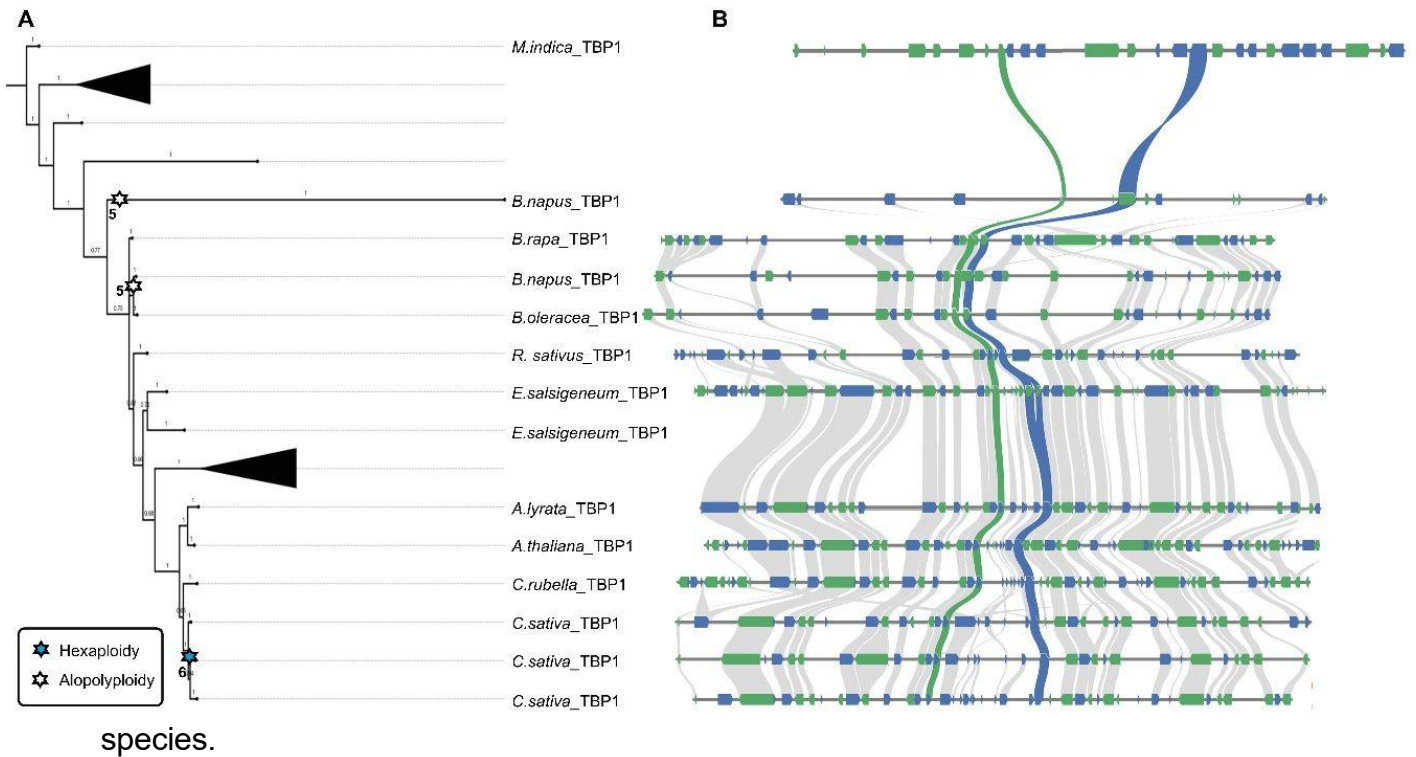 A
B
M.indica_TBP1
B.napus_TBP1
5
B.rapa_TBP1
B.napus_TBP1
5
B.oleracea_TBP1
R. sativus_TBP1
E.salsigeneum_TBP1
E.salsigeneum_TBP1
A.lyrata_TBP1
A.thaliana_TBP1
C.rubella_TBP1
C.sativa_TBP1
Hexaploidy
6
C.sativa_TBP1
Alopolyploidy
C.sativa_TBP1
species.